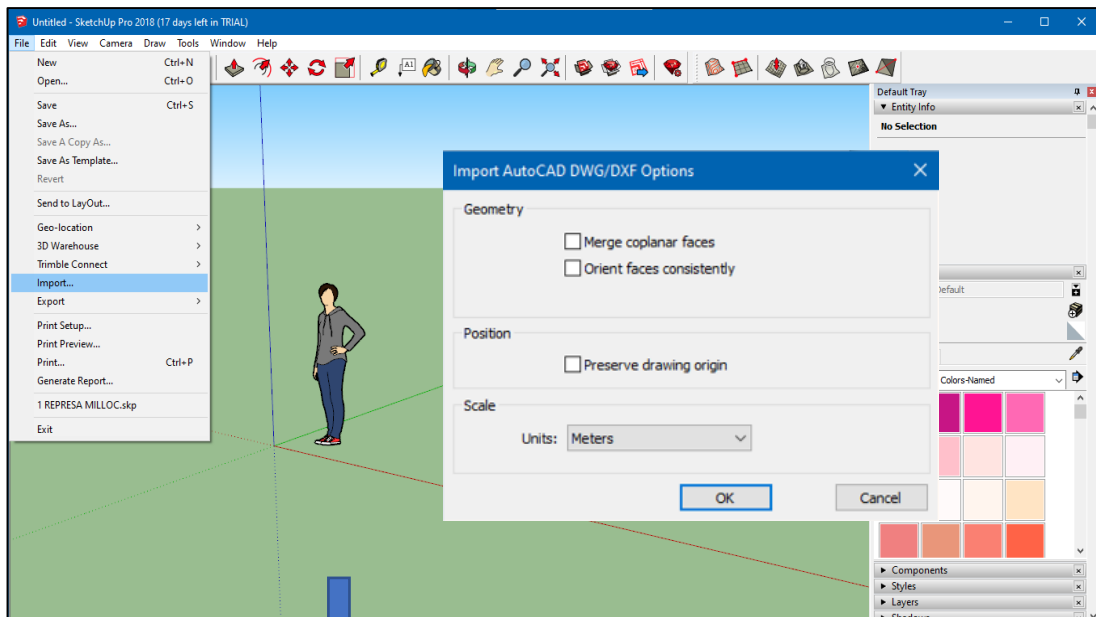 Untitled - SketchUp Pro 2018 (17 days left in TRIAL)
File Edit View Camera Draw Tools Window Help
New Ctrl+N
Open... Ctrl+O
Save Ctrl+S
Save As...
Save A Copy As...
Save As Template...
Revert
Send to LayOut...
Geo-location
3D Warehouse
Trimble Connect
Import...
Export
Print Setup...
Print Preview...
Print... Ctrl+P
Generate Report...
1 REPRESA MILLOC.skp
Exit
A1
Import AutoCAD DWG/DXF Options
Geometry
Merge coplanar faces
Orient faces consistently
Position
Preserve drawing origin
Scale
Units: Meters
OK Cancel
Default Tray
Entity Info
No Selection
Colors-Named
Components
Styles
Layers